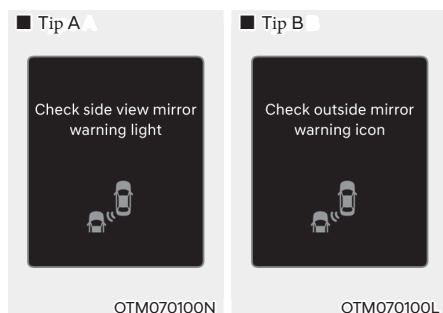 ■ Tip A
Check side view mirror
warning light
OTM070100N
■ Tip B
Check outside mirror
warning icon
OTM070100L